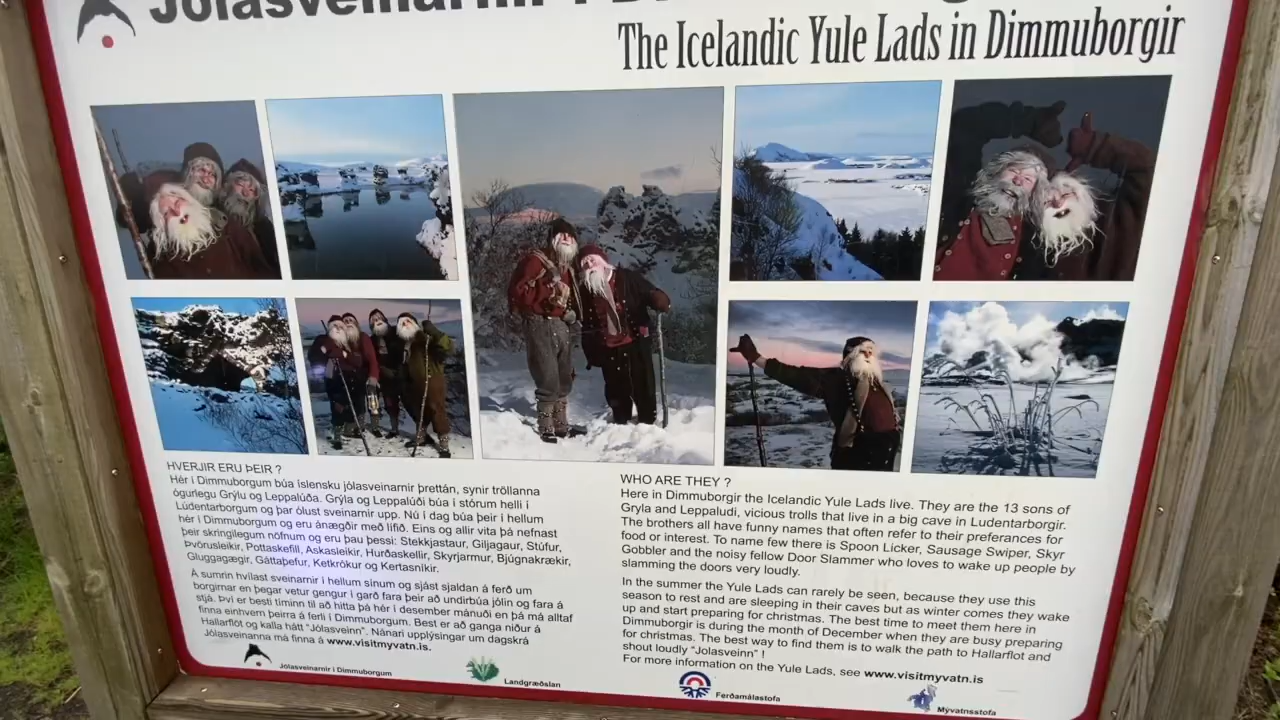 Jólasveinarnir í
The Icelandic Yule Lads in Dimmuborgir
HVERJIR ERU ÞEIR ?
Hér í Dimmuborgum búa íslensku jólasveinarnir þrettán, synir tröllanna
ógurlegu Grýlu og Leppalúða. Grýla og Leppalúði búa í stórum helli í
Lúdentarborgum og þar ólust sveinarnir upp. Nú í dag búa þeir í hellum
hér í Dimmuborgum og eru ánægðir með lífið. Eins og allir vita þá nefnast
þeir skringilegum nöfnum og eru þau þessi: Stekkjastaur, Giljagaur, Stúfur,
Þvörusleikir, Pottaskefill, Askasleikir, Hurðaskellir, Skyrjarmur, Bjúgnakrækir,
Gluggagægir, Gáttaþefur, Ketkrókur og Kertasníkir.
Á sumrin hvílast sveinarnir í hellum sínum og sjást sjaldan á ferð um
borgirnar en þegar vetur gengur í garð fara þeir að undirbúa jólin og fara á
stjá. Því er besti tíminn til að hitta þá hér í desember mánuði en þá má alltaf
finna einhvern þeirra á ferli í Dimmuborgum. Best er að ganga niður á
Hallarflöt og kalla hátt "Jólasveinn". Nánari upplýsingar um dagskrá
Jólasveinanna má finna á www.visitmyvatn.is.
WHO ARE THEY ?
Here in Dimmuborgir the Icelandic Yule Lads live. They are the 13 sons of
Gryla and Leppaludi, vicious trolls that live in a big cave in Ludentarborgir.
The brothers all have funny names that often refer to their preferances for
food or interest. To name few there is Spoon Licker, Sausage Swiper, Skyr
Gobbler and the noisy fellow Door Slammer who loves to wake up people by
slamming the doors very loudly.
In the summer the Yule Lads can rarely be seen, because they use this
season to rest and are sleeping in their caves but as winter comes they wake
up and start preparing for christmas. The best time to meet them here in
Dimmuborgir is during the month of December when they are busy preparing
for christmas. The best way to find them is to walk the path to Hallarflot and
shout loudly "Jolasveinn" !
For more information on the Yule Lads, see www.visitmyvatn.is
Jólasveinarnir í Dimmuborgum
Landgræðslan
Ferðamálastofa
Mývatnsstofa